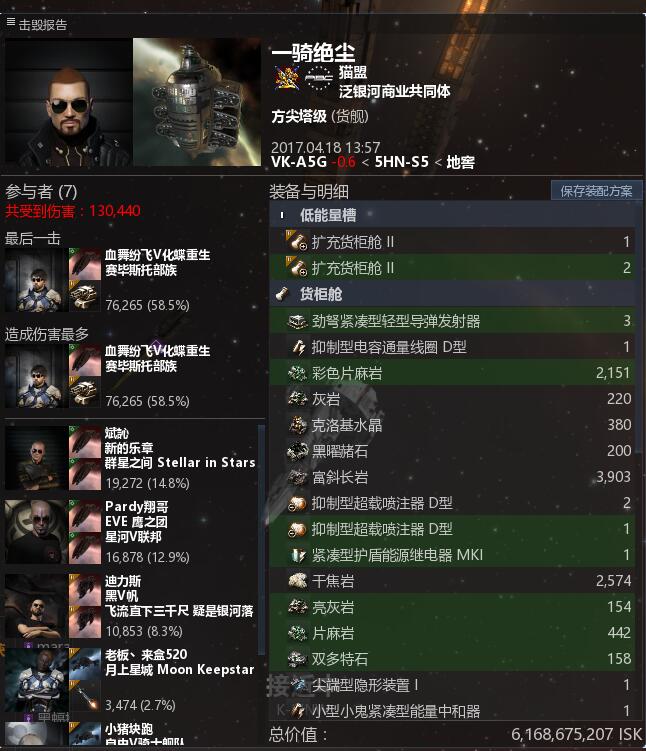 击毁报告
一骑绝尘
猫盟
泛银河商业共同体
方尖塔级 (货舰)
2017.04.18 13:57
VK-A5G -0.6 < 5HN-S5 < 地窖
参与者 (7)
共受到伤害：130,440
最后一击
血舞纷飞V化蝶重生
赛毕斯托部族
76,265 (58.5%)
造成伤害最多
血舞纷飞V化蝶重生
赛毕斯托部族
76,265 (58.5%)
斌訫
新的乐章
群星之间 Stellar in Stars
19,272 (14.8%)
Pardy翔哥
EVE 鹰之团
星河V联邦
16,878 (12.9%)
迪力斯
黑V帆
飞流直下三千尺 疑是银河落
10,853 (8.3%)
老板、来盒520
月上星城 Moon Keepstar
3,474 (2.7%)
小猪块跑
自由V骑士舰队
装备与明细
保存装配方案
低能量槽
扩充货柜舱 II 1
扩充货柜舱 II 2
货柜舱
劲弩紧凑型轻型导弹发射器 3
抑制型电容通量线圈 D型 1
彩色片麻岩 2,151
灰岩 220
克洛基水晶 380
黑曜赭石 200
富斜长岩 3,903
抑制型超载喷注器 D型 2
抑制型超载喷注器 D型 1
紧凑型护盾能源继电器 MKI 1
干焦岩 2,574
亮灰岩 154
片麻岩 442
双多特石 158
尖端型隐形装置 I 1
小型小鬼紧凑型能量中和器 1
总价值： 6,168,675,207 ISK